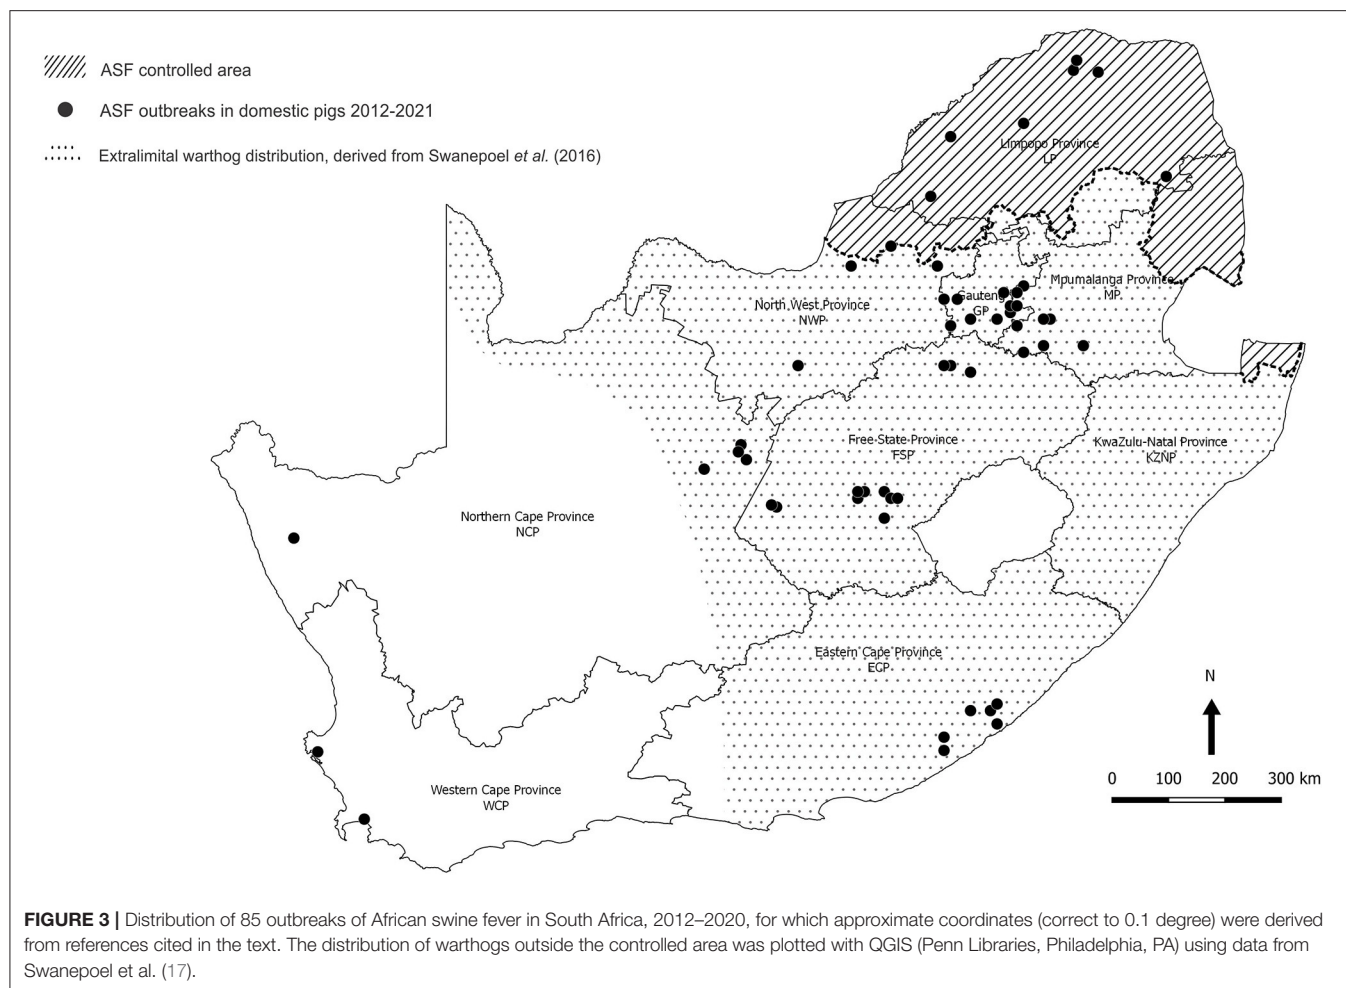 ASF controlled area
ASF outbreaks in domestic pigs 2012-2021
Extralimital warthog distribution, derived from Swanepoel et al. (2016)
Limpopo Province
LP
Mpumalanga Province
MP
Gauteng
GP
North West Province
NWP
Free-State-Province
FSP
KwaZulu-Natal Province
KZNP
Northern Cape Province
NCP
Eastern Cape Province
ECP
Western Cape Province
WCP
N
0 100 200 300 km
FIGURE 3 | Distribution of 85 outbreaks of African swine fever in South Africa, 2012–2020, for which approximate coordinates (correct to 0.1 degree) were derived
from references cited in the text. The distribution of warthogs outside the controlled area was plotted with QGIS (Penn Libraries, Philadelphia, PA) using data from
Swanepoel et al. (17).